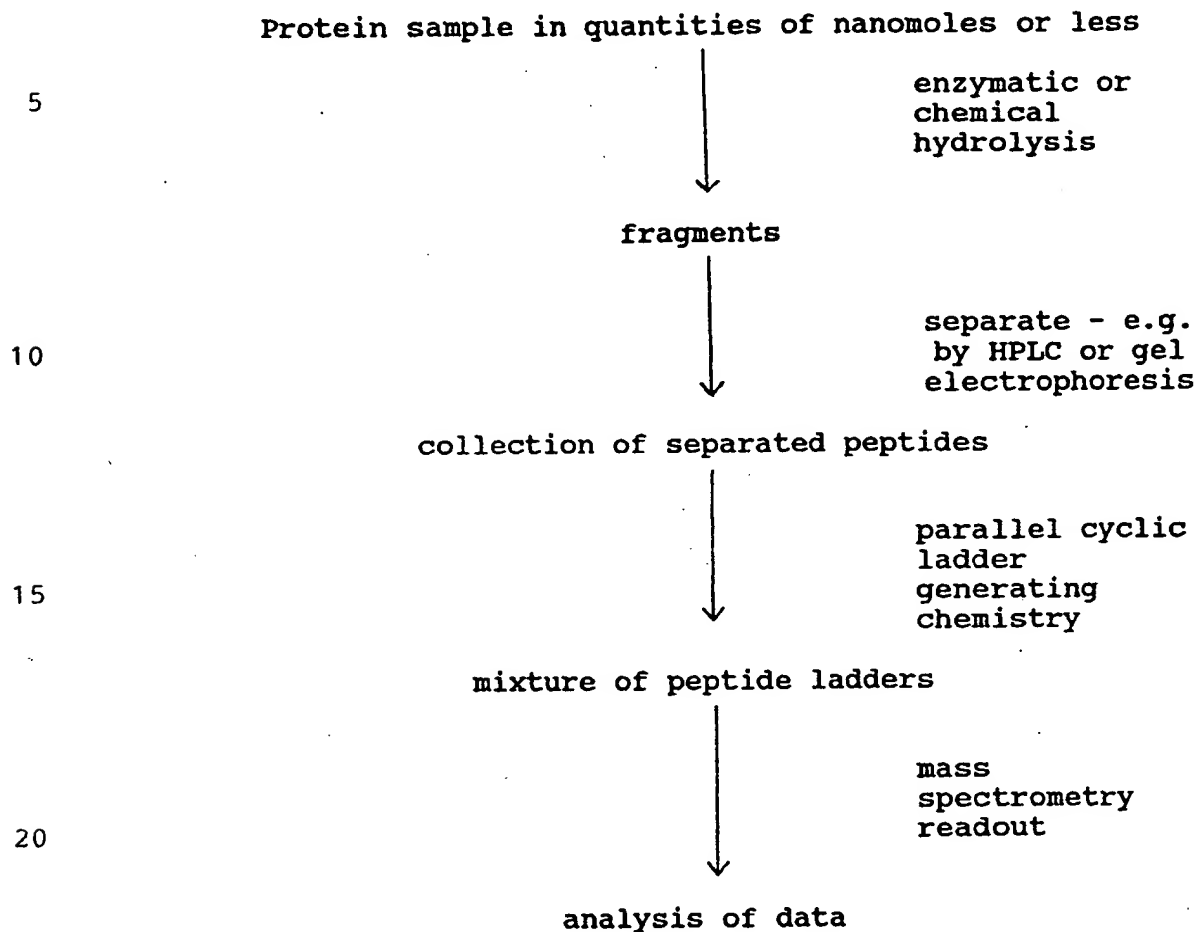 Protein sample in quantities of nanomoles or less
5
enzymatic or
chemical
hydrolysis
fragments
10
separate - e.g.
by HPLC or gel
electrophoresis
collection of separated peptides
15
parallel cyclic
ladder
generating
chemistry
mixture of peptide ladders
20
mass
spectrometry
readout
analysis of data